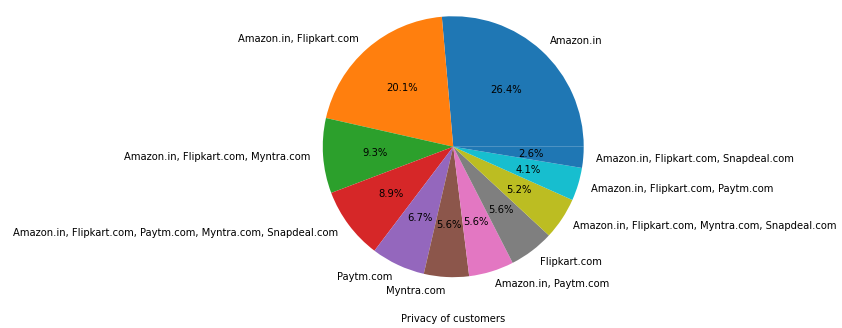 Amazon.in
26.4%
Amazon.in, Flipkart.com
20.1%
Amazon.in, Flipkart.com, Myntra.com
9.3%
Amazon.in, Flipkart.com, Paytm.com, Myntra.com, Snapdeal.com
8.9%
Paytm.com
6.7%
Myntra.com
5.6%
Amazon.in, Paytm.com
5.6%
Flipkart.com
5.6%
Amazon.in, Flipkart.com, Myntra.com, Snapdeal.com
5.2%
Amazon.in, Flipkart.com, Paytm.com
4.1%
Amazon.in, Flipkart.com, Snapdeal.com
2.6%
Privacy of customers